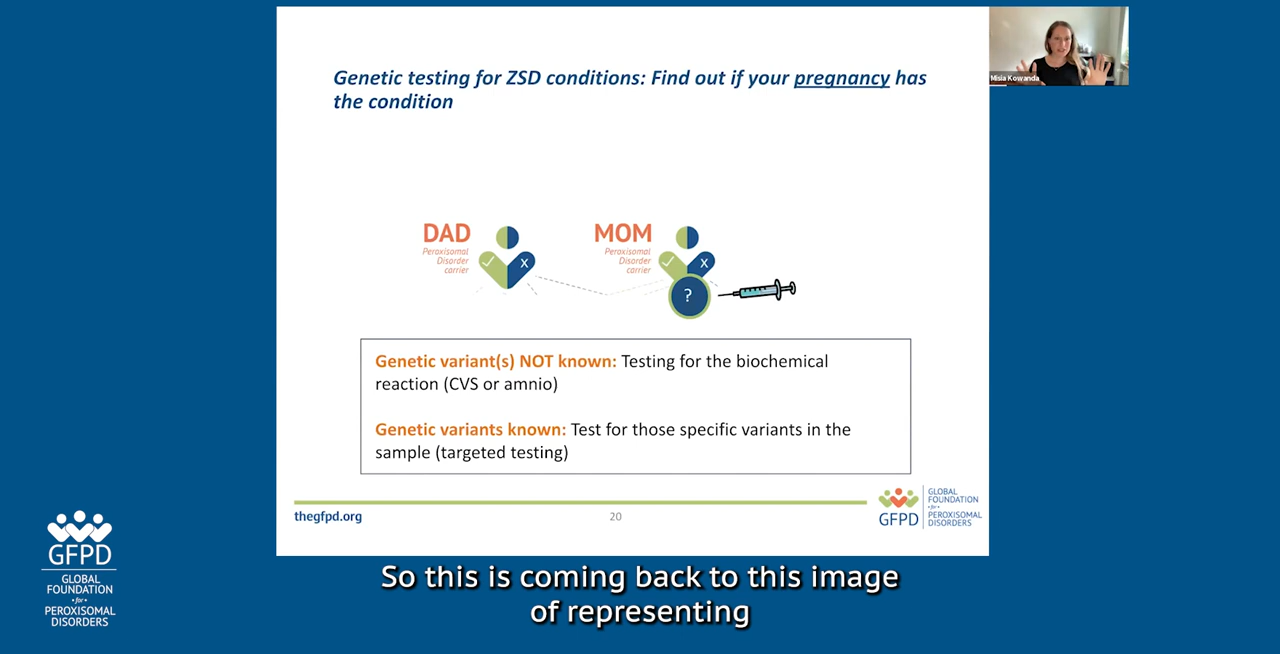 Genetic testing for ZSD conditions: Find out if your pregnancy has
the condition
Misia Kowanda
DAD
Peroxisomal
Disorder
carrier
X
MOM
Peroxisomal
Disorder
carrier
X
?
Genetic variant(s) NOT known: Testing for the biochemical
reaction (CVS or amnio)
Genetic variants known: Test for those specific variants in the
sample (targeted testing)
thegfpd.org
20
GFPD
GLOBAL
FOUNDATION
for
PEROXISOMAL
DISORDERS
GFPD
GLOBAL
FOUNDATION
for
PEROXISOMAL
DISORDERS
So this is coming back to this image
of representing